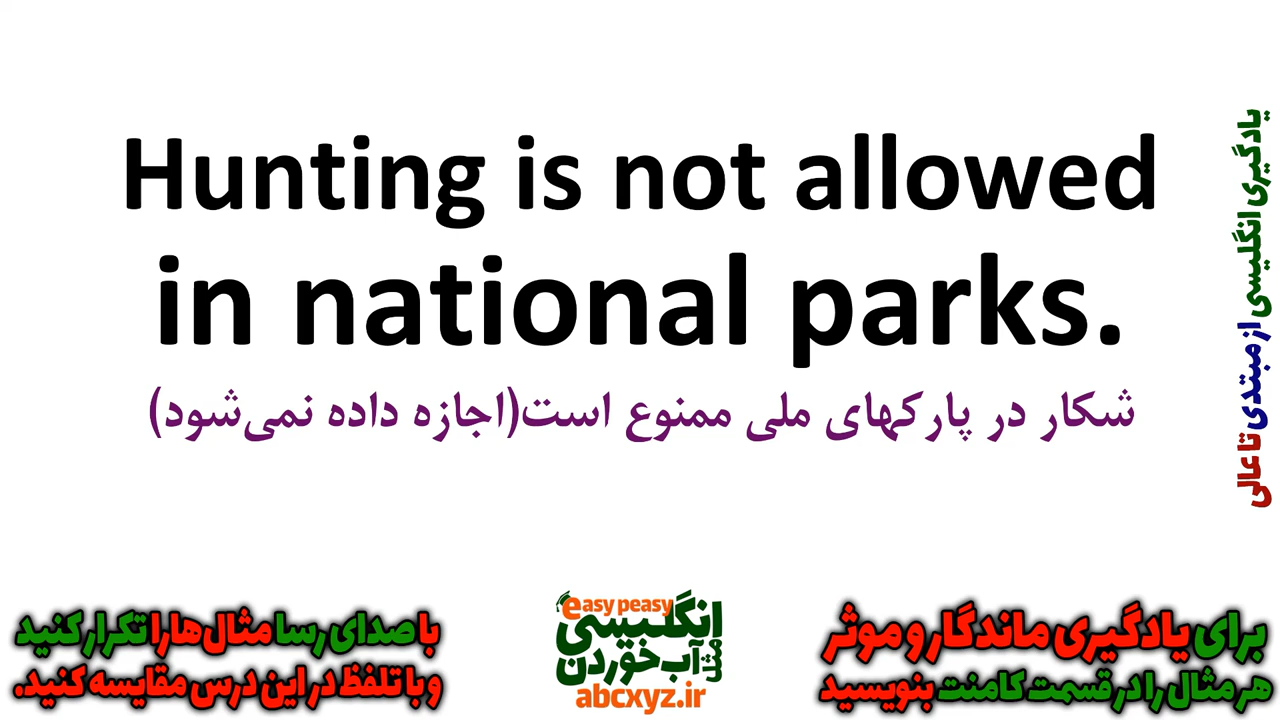 Hunting is not allowed
in national parks.
شکار در پارکهای ملی ممنوع است(اجازه داده نمی‌شود)
یادگیری انگلیسی از مبتدی تا عالی
با صدای رسا مثال‌ها را تکرار کنید
و با تلفظ در این درس مقایسه کنید.
easy peasy
انگلیسی
مثل آب خوردن
abcxyz.ir
برای یادگیری ماندگار و موثر
هر مثال را در قسمت کامنت بنویسید